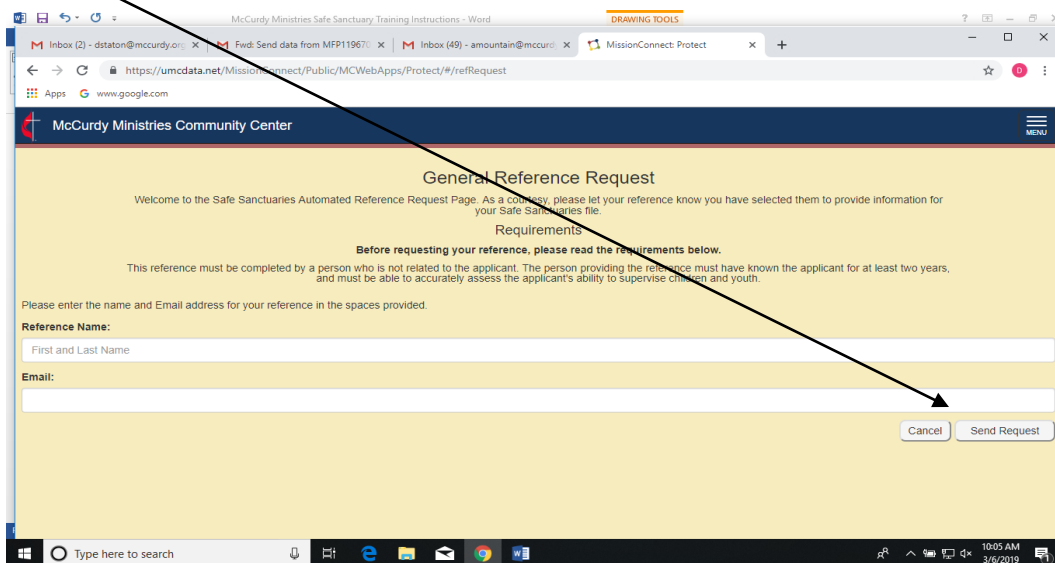 McCurdy Ministries Safe Sanctuary Training Instructions - Word
DRAWING TOOLS
Inbox (2) - dstaton@mccurdy.org
Fwd: Send data from MFP11967
Inbox (49) - amountain@mccurd
MissionConnect: Protect
https://umcdata.net/MissionConnect/Public/MCWebApps/Protect/#/refRequest
D
Apps
www.google.com
McCurdy Ministries Community Center
MENU
General Reference Request
Welcome to the Safe Sanctuaries Automated Reference Request Page. As a courtesy, please let your reference know you have selected them to provide information for
your Safe Sanctuaries file.
Requirements
Before requesting your reference, please read the requirements below.
This reference must be completed by a person who is not related to the applicant. The person providing the reference must have known the applicant for at least two years,
and must be able to accurately assess the applicant's ability to supervise children and youth.
Please enter the name and Email address for your reference in the spaces provided.
Reference Name:
First and Last Name
Email:
Cancel
Send Request
Type here to search
10:05 AM
3/6/2019